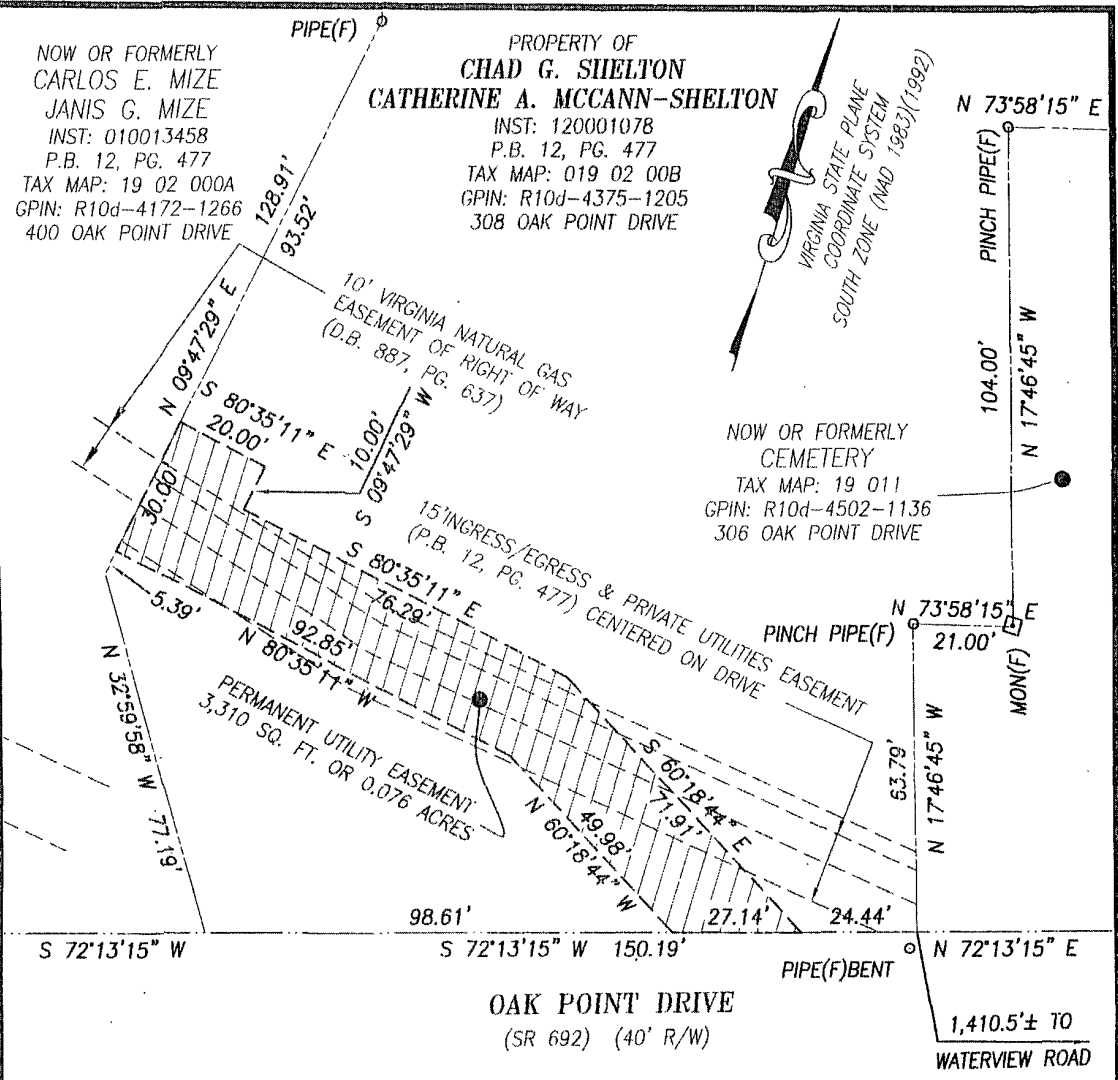 PIPE(F)
NOW OR FORMERLY
CARLOS E. MIZE
JANIS G. MIZE
INST: 010013458
P.B. 12, PG. 477
TAX MAP: 19 02 000A
GPIN: R10d-4172-1266
400 OAK POINT DRIVE
PROPERTY OF
CHAD G. SHELTON
CATHERINE A. MCCANN-SHELTON
INST: 120001078
P.B. 12, PG. 477
TAX MAP: 019 02 00B
GPIN: R10d-4375-1205
308 OAK POINT DRIVE
VIRGINIA STATE PLANE
COORDINATE SYSTEM
SOUTH ZONE (NAD 1983)(1992)
N 73°58'15" E
PINCH PIPE(F)
104.00'
N 17°46'45" W
128.91'
93.52'
N 09°47'29" E
10' VIRGINIA NATURAL GAS
EASEMENT OF RIGHT OF WAY
(D.B. 887, PG. 637)
S 80°35'11" E
20.00'
10.00'
S 09°47'29" W
30.00'
NOW OR FORMERLY
CEMETERY
TAX MAP: 19 011
GPIN: R10d-4502-1136
306 OAK POINT DRIVE
15'INGRESS/EGRESS & PRIVATE UTILITIES EASEMENT
(P.B. 12, PG. 477) CENTERED ON DRIVE
S 80°35'11" E
76.29'
5.39'
92.85'
N 80°35'11" W
PERMANENT UTILITY EASEMENT
3,310 SQ. FT. OR 0.076 ACRES
N 32°59'58" W 77.19'
N 73°58'15" E
PINCH PIPE(F)
21.00'
MON(F)
63.79'
N 17°46'45" W
S 60°18'44" E
71.91'
49.98'
N 60°18'44" W
98.61'
27.14'
24.44'
S 72°13'15" W
S 72°13'15" W 150.19'
N 72°13'15" E
PIPE(F)BENT
OAK POINT DRIVE
(SR 692) (40' R/W)
1,410.5'± TO
WATERVIEW ROAD